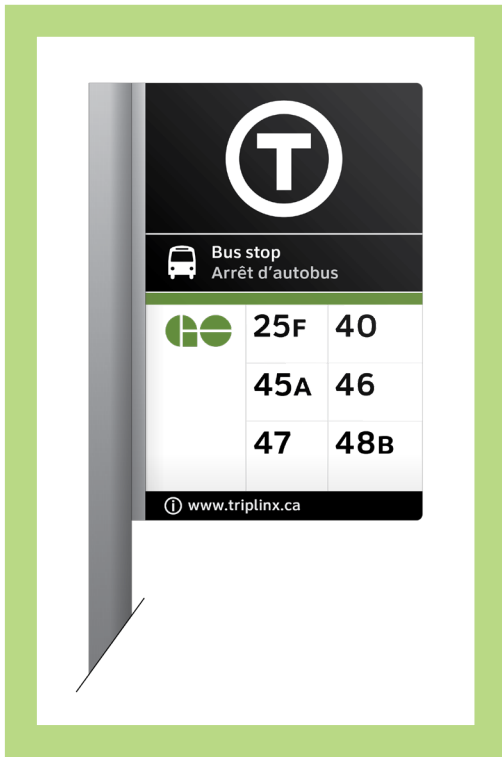 T
Bus stop
Arrêt d'autobus
GO
25F 40
45A 46
47 48B
i www.triplinx.ca